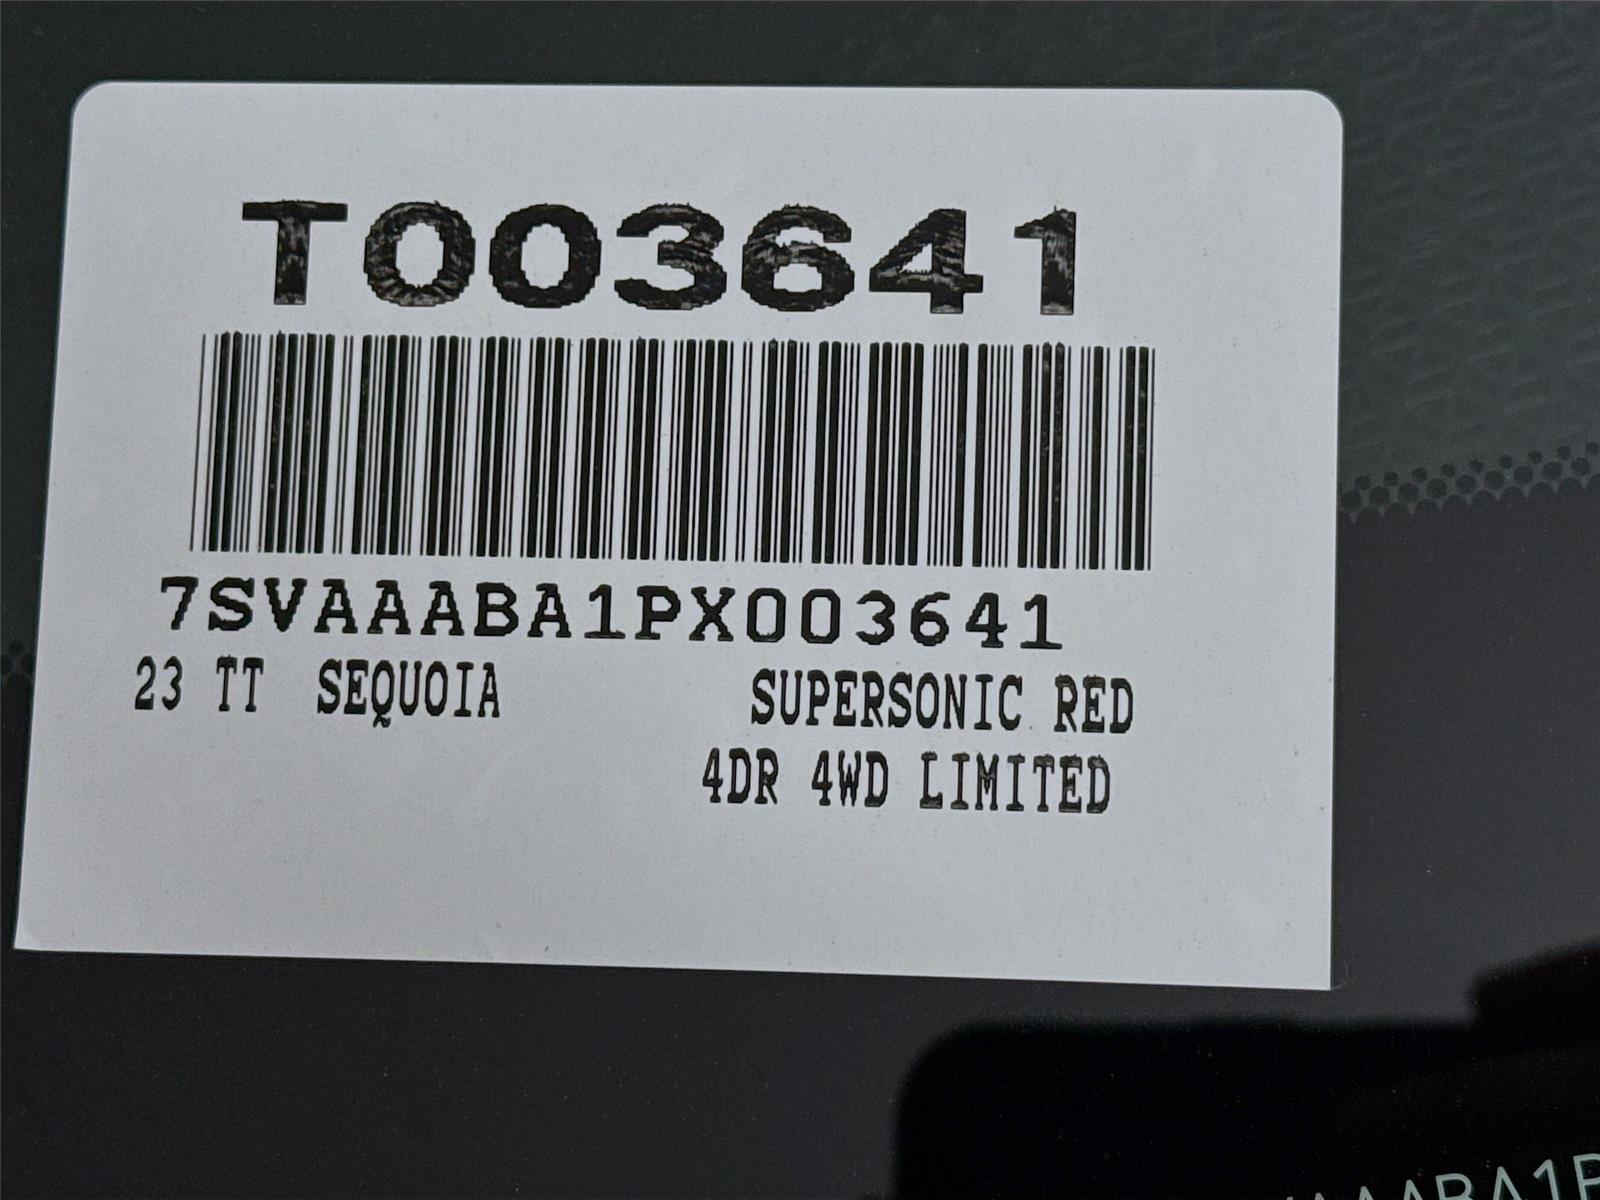 T003641
7SVAAABA1PX003641
23 TT SEQUOIA SUPERSONIC RED
4DR 4WD LIMITED